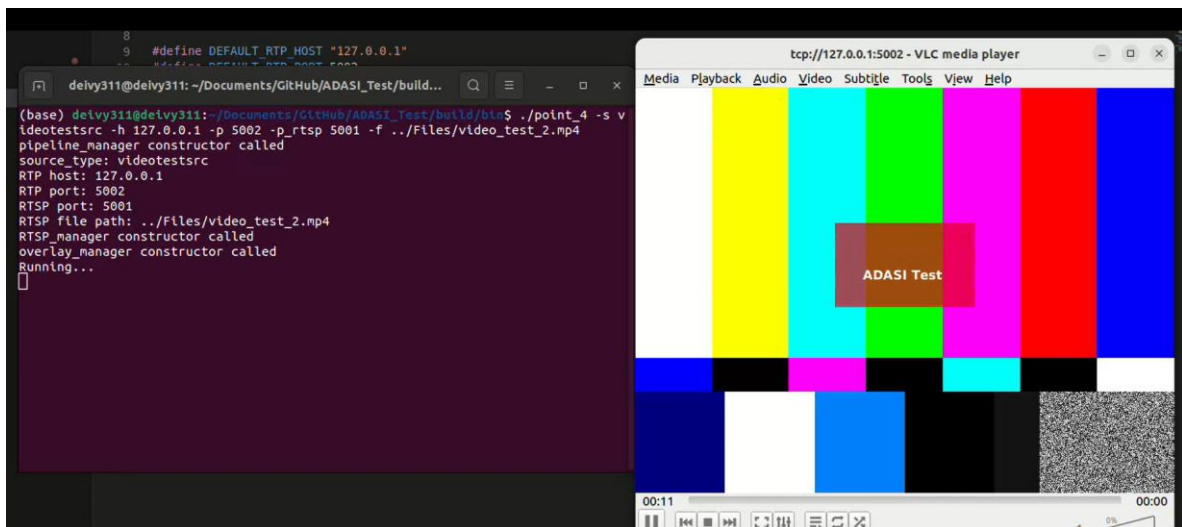 8
9 #define DEFAULT_RTP_HOST "127.0.0.1"
deivy311@deivy311: ~/Documents/GitHub/ADASI_Test/build...
(base) deivy311@deivy311:~/Documents/GitHub/ADASI_Test/build/bin$ ./point_4 -s v
ideotestsrc -h 127.0.0.1 -p 5002 -p_rtsp 5001 -f ../Files/video_test_2.mp4
pipeline_manager constructor called
source_type: videotestsrc
RTP host: 127.0.0.1
RTP port: 5002
RTSP port: 5001
RTSP file path: ../Files/video_test_2.mp4
RTSP_manager constructor called
overlay_manager constructor called
Running...
tcp://127.0.0.1:5002 - VLC media player
Media Playback Audio Video Subtitle Tools View Help
ADASI Test
00:11 00:00
0%